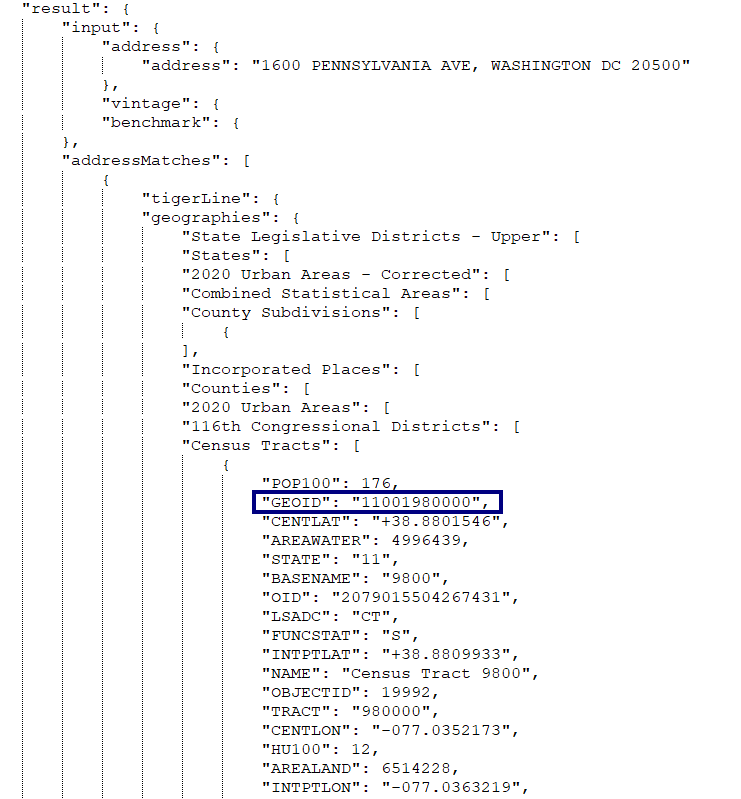 "result": {
"input": {
"address": {
"address": "1600 PENNSYLVANIA AVE, WASHINGTON DC 20500"
},
"vintage": {
"benchmark": {
},
"addressMatches": [
{
"tigerLine": {
"geographies": {
"State Legislative Districts - Upper": [
"States": [
"2020 Urban Areas - Corrected": [
"Combined Statistical Areas": [
"County Subdivisions": [
{
],
"Incorporated Places": [
"Counties": [
"2020 Urban Areas": [
"116th Congressional Districts": [
"Census Tracts": [
{
"POP100": 176,
"GEOID": "11001980000",
"CENTLAT": "+38.8801546",
"AREAWATER": 4996439,
"STATE": "11",
"BASENAME": "9800",
"OID": "2079015504267431",
"LSADC": "CT",
"FUNCSTAT": "S",
"INTPTLAT": "+38.8809933",
"NAME": "Census Tract 9800",
"OBJECTID": 19992,
"TRACT": "980000",
"CENTLON": "-077.0352173",
"HU100": 12,
"AREALAND": 6514228,
"INTPTLON": "-077.0363219",